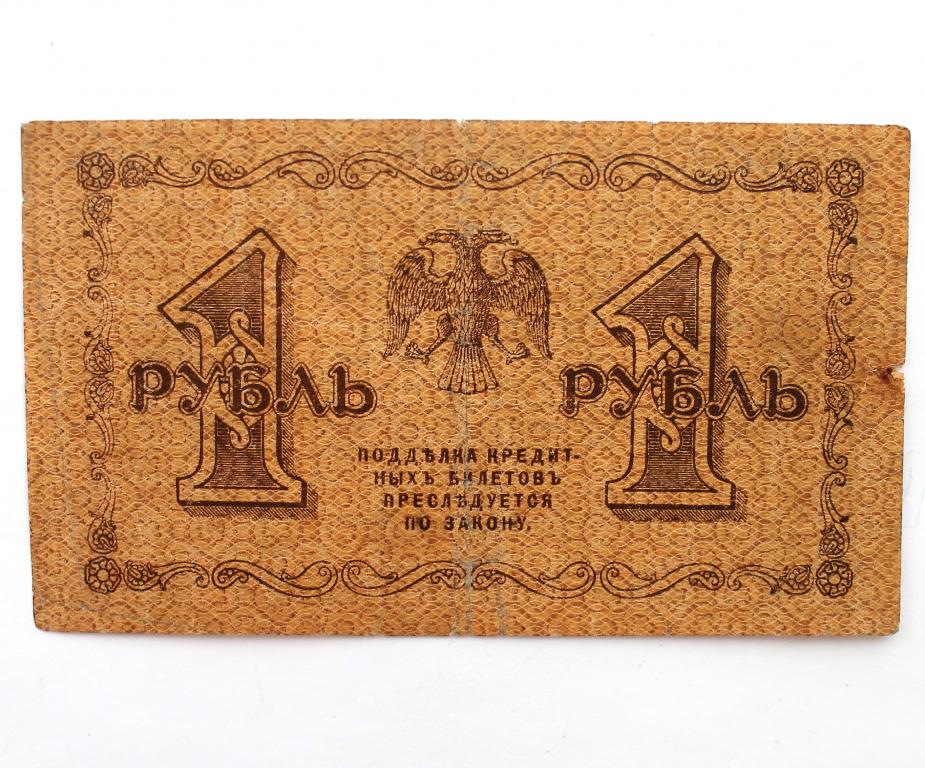 1 РУБЛЬ
1 РУБЛЬ
ПОДДѢЛКА КРЕДИТ-
НЫХЪ БИЛЕТОВЪ
ПРЕСЛѢДУЕТСЯ
ПО ЗАКОНУ.